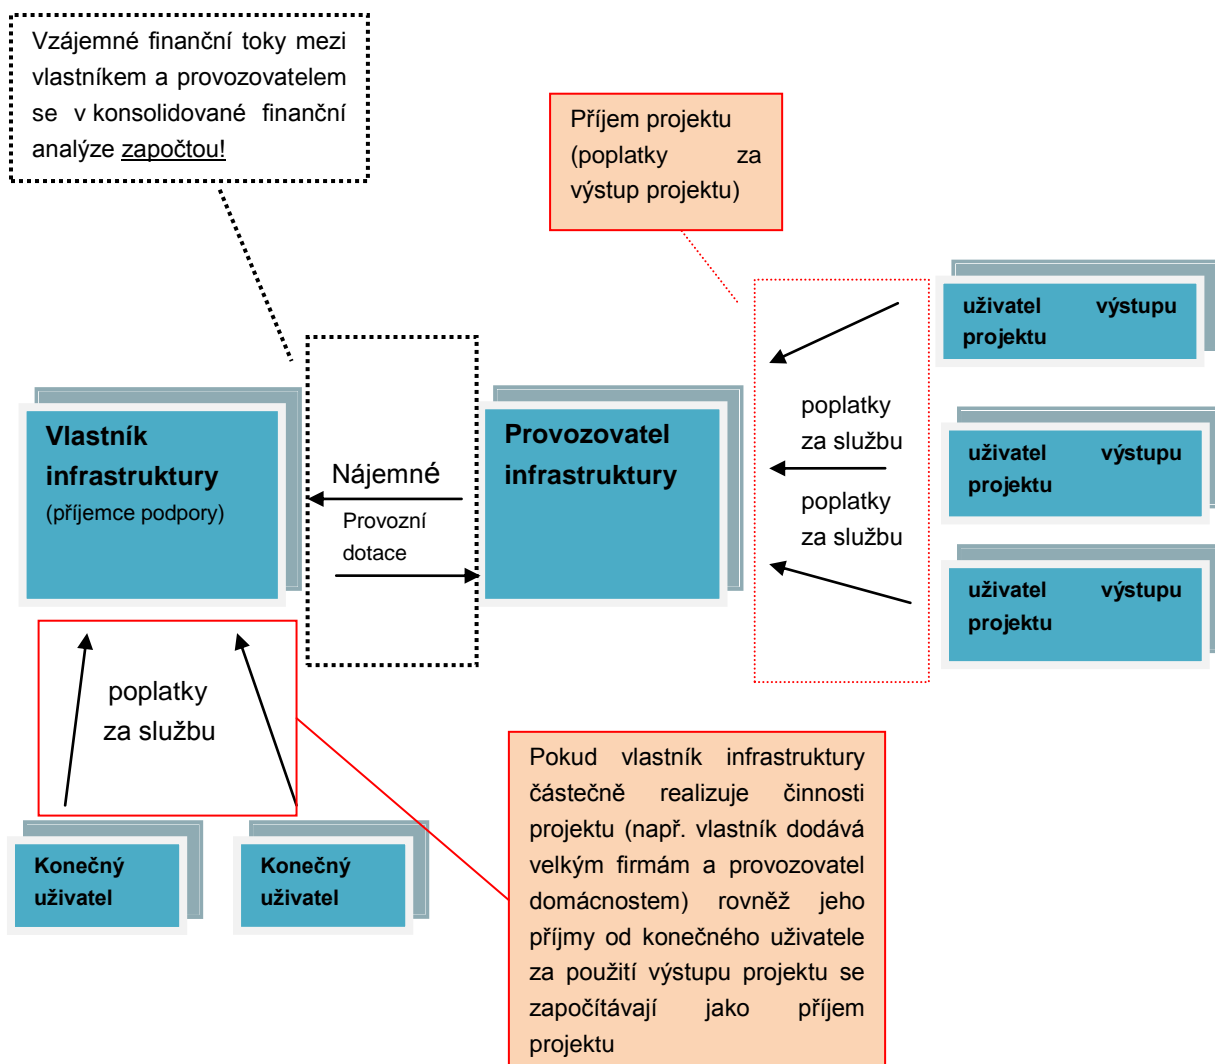 Vzájemné finanční toky mezi
vlastníkem a provozovatelem
se v konsolidované finanční
analýze započtou!
Příjem projektu
(poplatky za
výstup projektu)
uživatel výstupu
projektu
Vlastník
infrastruktury
(příjemce podpory)
Nájemné
Provozní
dotace
Provozovatel
infrastruktury
poplatky
za službu
poplatky
za službu
uživatel výstupu
projektu
uživatel výstupu
projektu
poplatky
za službu
Konečný
uživatel
Konečný
uživatel
Pokud vlastník infrastruktury
částečně realizuje činnosti
projektu (např. vlastník dodává
velkým firmám a provozovatel
domácnostem) rovněž jeho
příjmy od konečného uživatele
za použití výstupu projektu se
započítávají jako příjem
projektu